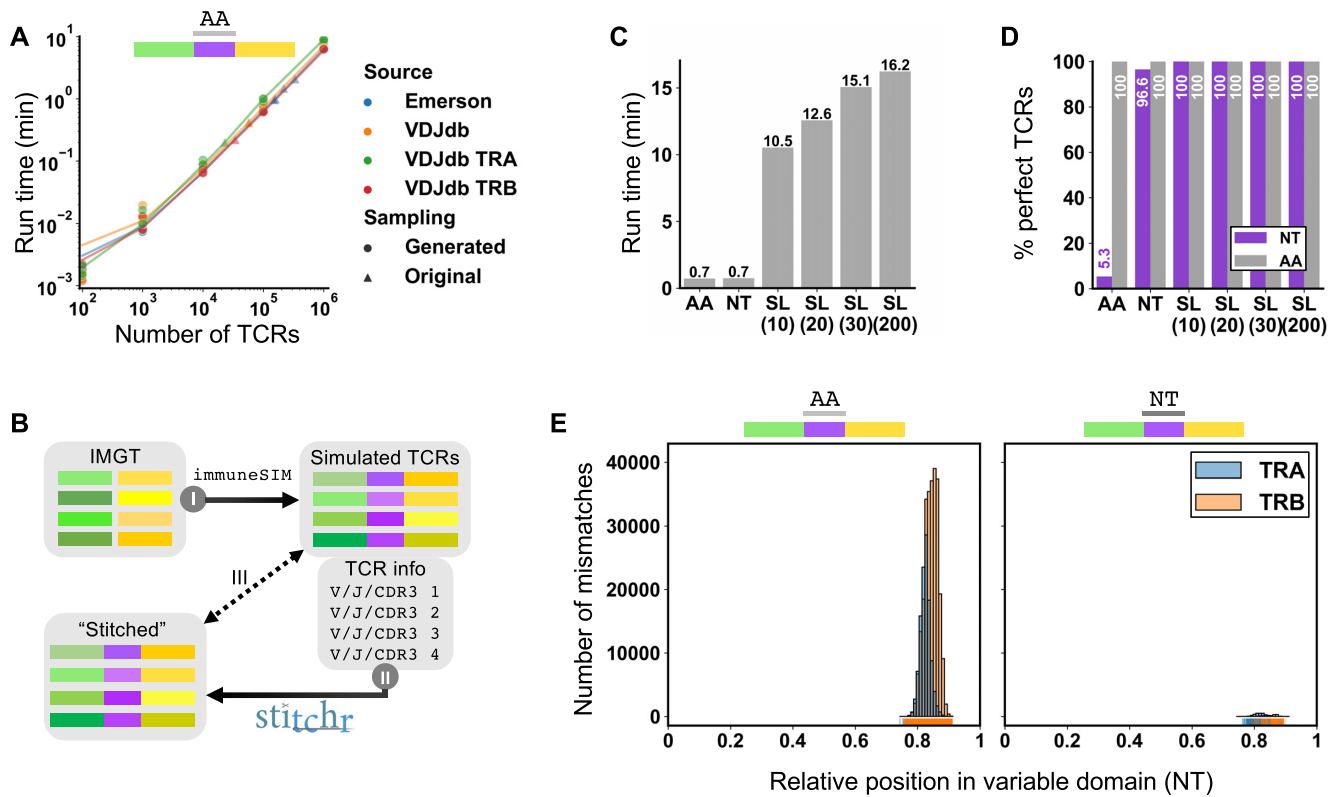 A
AA
Run time (min)
10^1
10^0
10^−1
10^−2
10^−3
10^2 10^3 10^4 10^5 10^6
Number of TCRs
Source
Emerson
VDJdb
VDJdb TRA
VDJdb TRB
Sampling
Generated
Original
C
Run time (min)
15
10
5
0
0.7 0.7 10.5 12.6 15.1 16.2
AA NT SL SL SL SL
(10) (20) (30) (200)
D
% perfect TCRs
100
80
60
40
20
0
5.3 100 96.6 100 100 100 100 100 100 100 100 100
NT
AA
AA NT SL SL SL SL
(10) (20) (30) (200)
B
IMGT
immuneSIM
I
Simulated TCRs
TCR info
V/J/CDR3 1
V/J/CDR3 2
V/J/CDR3 3
V/J/CDR3 4
III
II
“Stitched”
stitchr
E
AA
NT
Number of mismatches
40000
30000
20000
10000
0
TRA
TRB
0 0.2 0.4 0.6 0.8 1
0 0.2 0.4 0.6 0.8 1
Relative position in variable domain (NT)